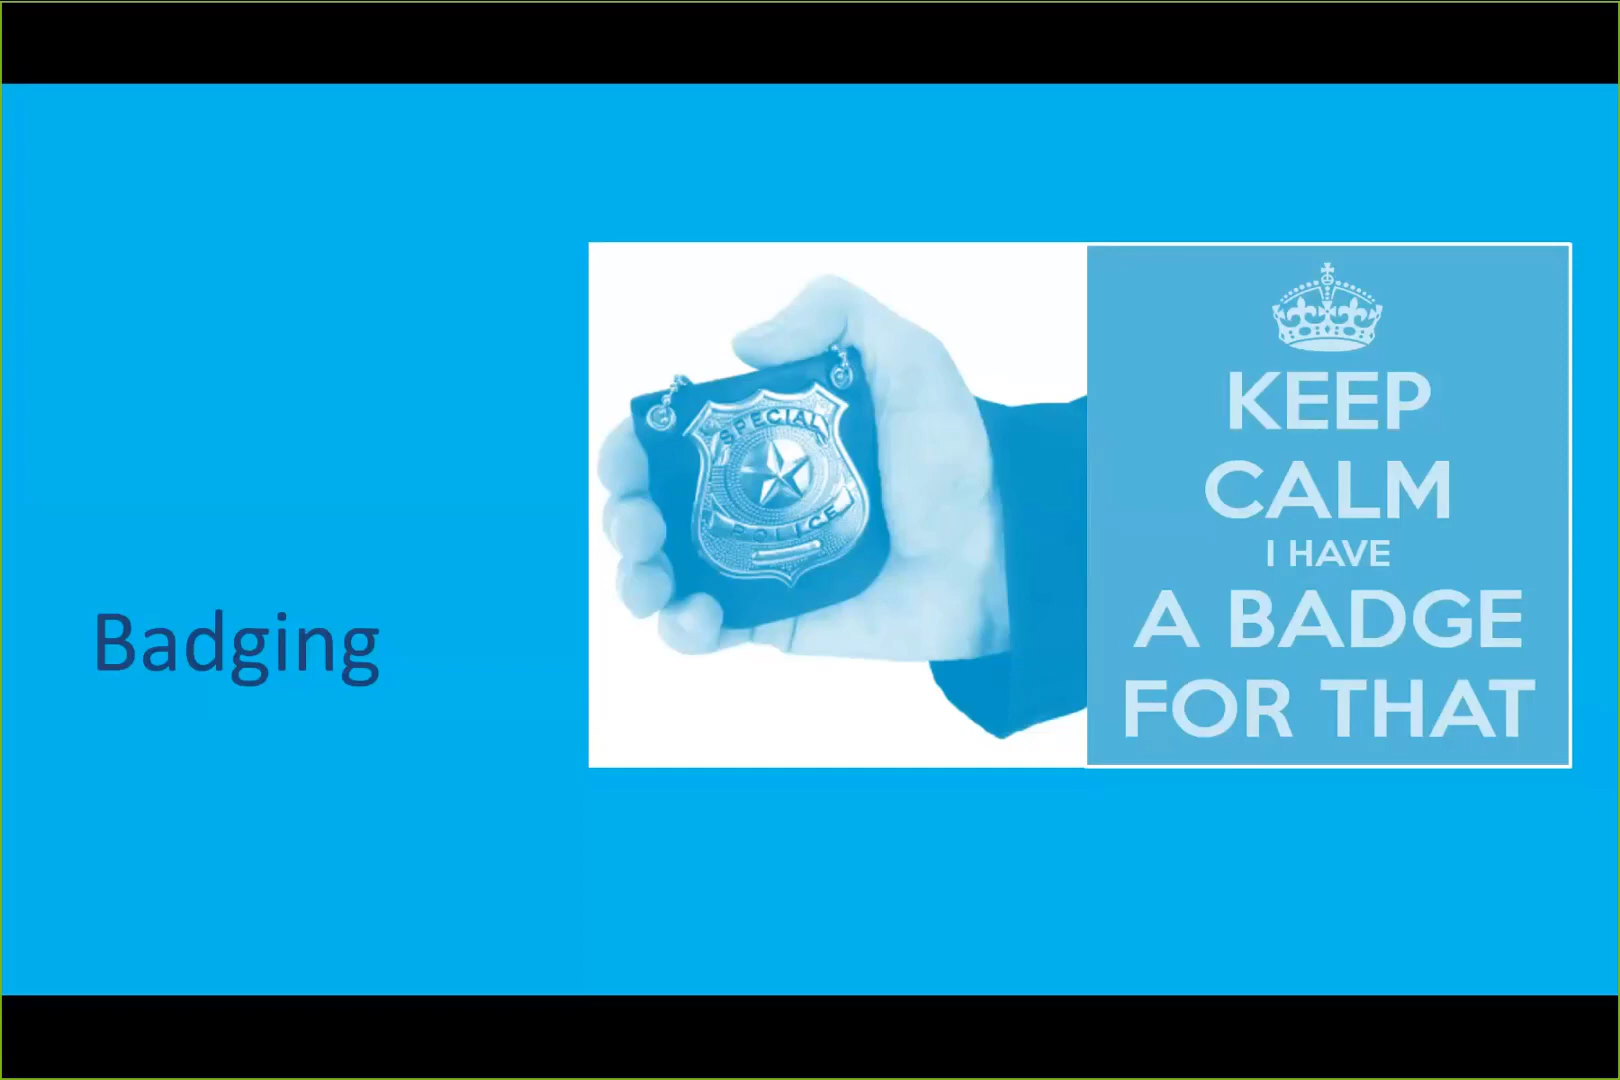 Badging
SPECIAL
POLICE
KEEP
CALM
I HAVE
A BADGE
FOR THAT